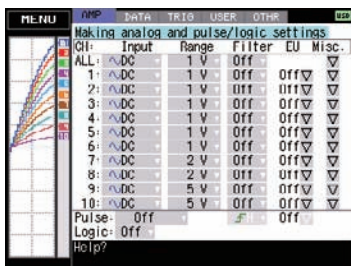 MENU AMP DATA TRIG USER OTHR USB
Making analog and pulse/logic settings
CH: Input Range Filter EU Misc.
ALL: DC 1 V Off
1: DC 1 V Off Off
2: DC 1 V Off Off
3: DC 1 V Off Off
4: DC 1 V Off Off
5: DC 1 V Off Off
6: DC 1 V Off Off
7: DC 2 V Off Off
8: DC 2 V Off Off
9: DC 5 V Off Off
10: DC 5 V Off Off
Pulse: Off Off
Logic: Off
Help?